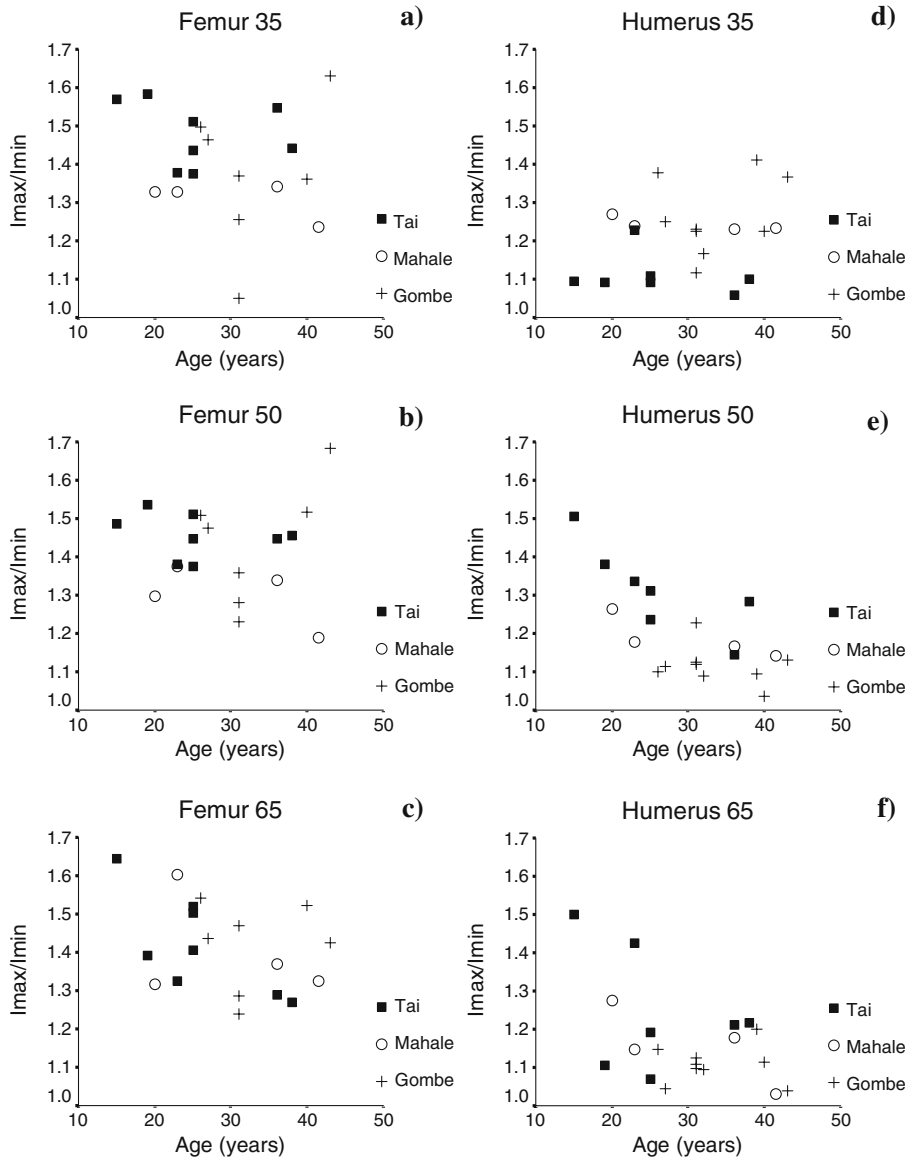 Femur 35
a)
Imax/Imin
1.7
1.6
1.5
1.4
1.3
1.2
1.1
1.0
10 20 30 40 50
Age (years)
Tai
Mahale
Gombe
Humerus 35
d)
Imax/Imin
1.7
1.6
1.5
1.4
1.3
1.2
1.1
1.0
10 20 30 40 50
Age (years)
Tai
Mahale
Gombe
Femur 50
b)
Imax/Imin
1.7
1.6
1.5
1.4
1.3
1.2
1.1
1.0
10 20 30 40 50
Age (years)
Tai
Mahale
Gombe
Humerus 50
e)
Imax/Imin
1.7
1.6
1.5
1.4
1.3
1.2
1.1
1.0
10 20 30 40 50
Age (years)
Tai
Mahale
Gombe
Femur 65
c)
Imax/Imin
1.7
1.6
1.5
1.4
1.3
1.2
1.1
1.0
10 20 30 40 50
Age (years)
Tai
Mahale
Gombe
Humerus 65
f)
Imax/Imin
1.7
1.6
1.5
1.4
1.3
1.2
1.1
1.0
10 20 30 40 50
Age (years)
Tai
Mahale
Gombe